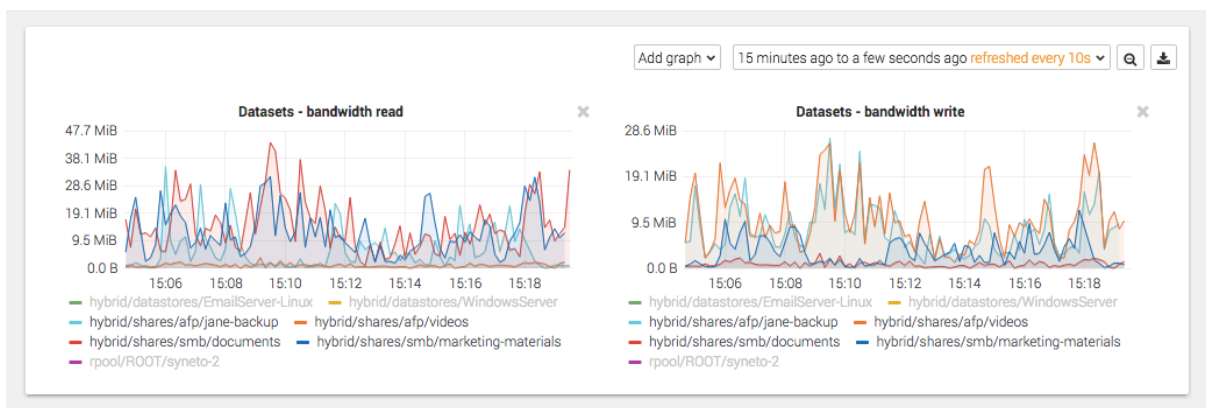 Add graph 15 minutes ago to a few seconds ago refreshed every 10s
Datasets - bandwidth read
47.7 MiB
38.1 MiB
28.6 MiB
19.1 MiB
9.5 MiB
0.0 B
15:06 15:08 15:10 15:12 15:14 15:16 15:18
hybrid/datastores/EmailServer-Linux hybrid/datastores/WindowsServer
hybrid/shares/afp/jane-backup hybrid/shares/afp/videos
hybrid/shares/smb/documents hybrid/shares/smb/marketing-materials
rpool/ROOT/syneto-2
Datasets - bandwidth write
28.6 MiB
19.1 MiB
9.5 MiB
0.0 B
15:06 15:08 15:10 15:12 15:14 15:16 15:18
hybrid/datastores/EmailServer-Linux hybrid/datastores/WindowsServer
hybrid/shares/afp/jane-backup hybrid/shares/afp/videos
hybrid/shares/smb/documents hybrid/shares/smb/marketing-materials
rpool/ROOT/syneto-2